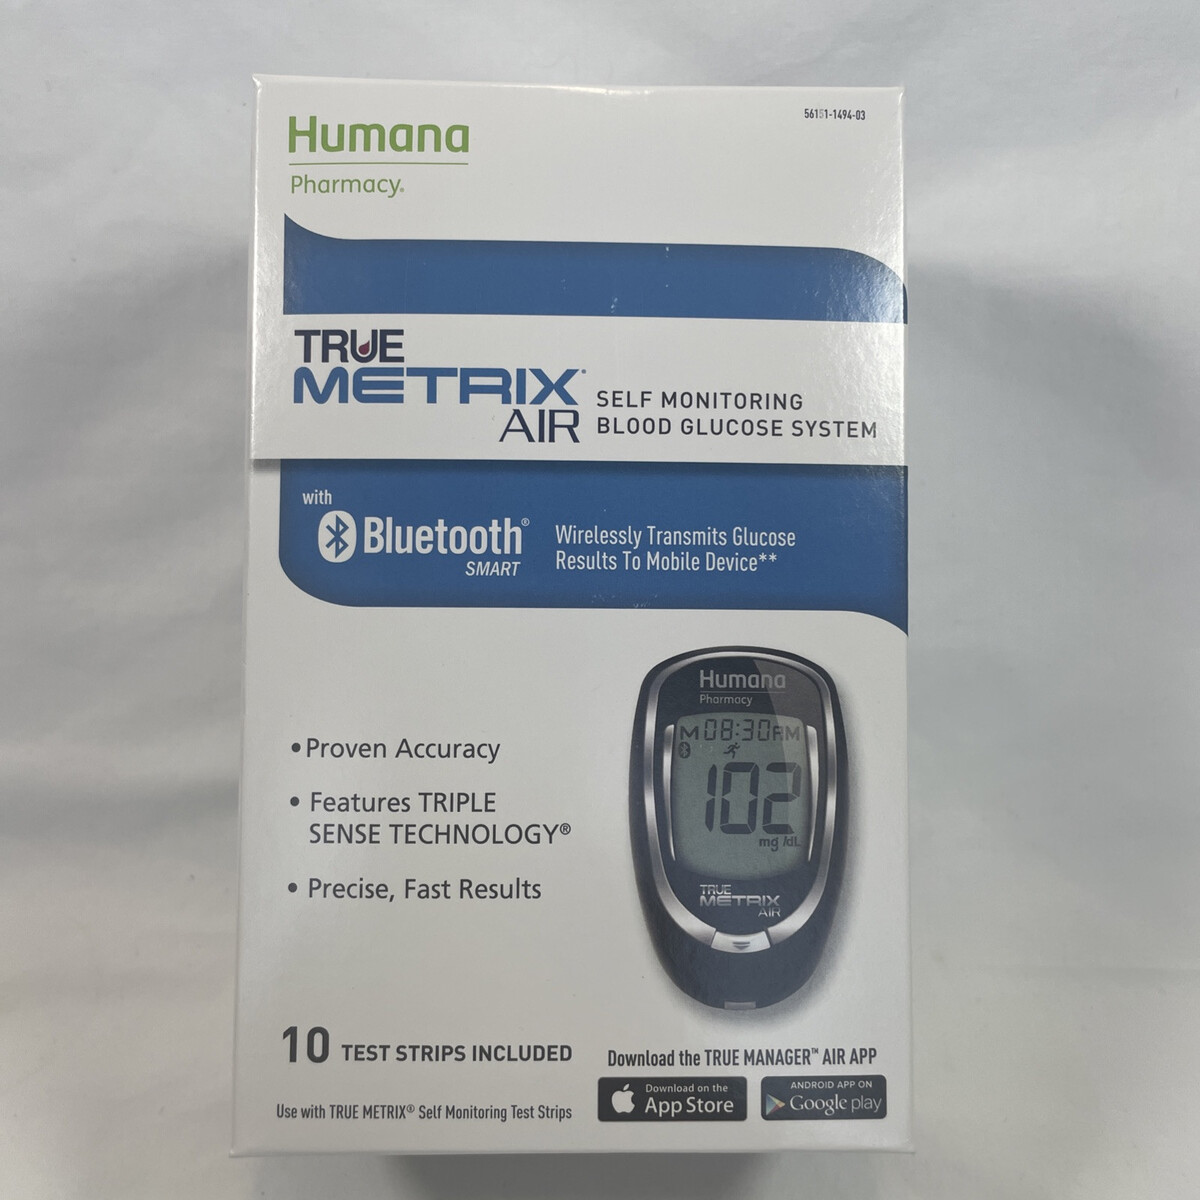 Humana
Pharmacy®
56151-1494-03
TRUE
METRIX®
AIR
SELF MONITORING
BLOOD GLUCOSE SYSTEM
with
Bluetooth®
SMART
Wirelessly Transmits Glucose
Results To Mobile Device**
• Proven Accuracy
• Features TRIPLE
SENSE TECHNOLOGY®
• Precise, Fast Results
Humana
Pharmacy
M 08:30AM
102
mg/dL
TRUE
METRIX
AIR
10 TEST STRIPS INCLUDED
Use with TRUE METRIX® Self Monitoring Test Strips
Download the TRUE MANAGER™ AIR APP
Download on the
App Store
ANDROID APP ON
Google play